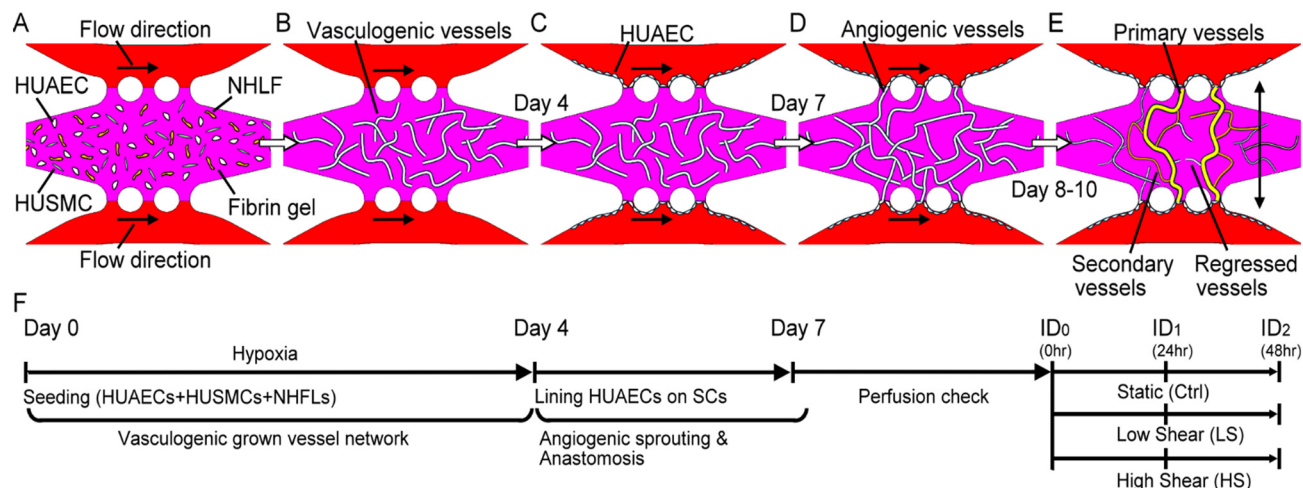 A
Flow direction
HUAEC
NHLF
HUSMC
Fibrin gel
Flow direction
B
Vasculogenic vessels
Day 4
C
HUAEC
Day 7
D
Angiogenic vessels
Day 8-10
E
Primary vessels
Secondary
vessels
Regressed
vessels
F
Day 0
Day 4
Day 7
ID0
(0hr)
ID1
(24hr)
ID2
(48hr)
Hypoxia
Seeding (HUAECs+HUSMCs+NHFLs)
Lining HUAECs on SCs
Perfusion check
Static (Ctrl)
Vasculogenic grown vessel network
Angiogenic sprouting &
Anastomosis
Low Shear (LS)
High Shear (HS)